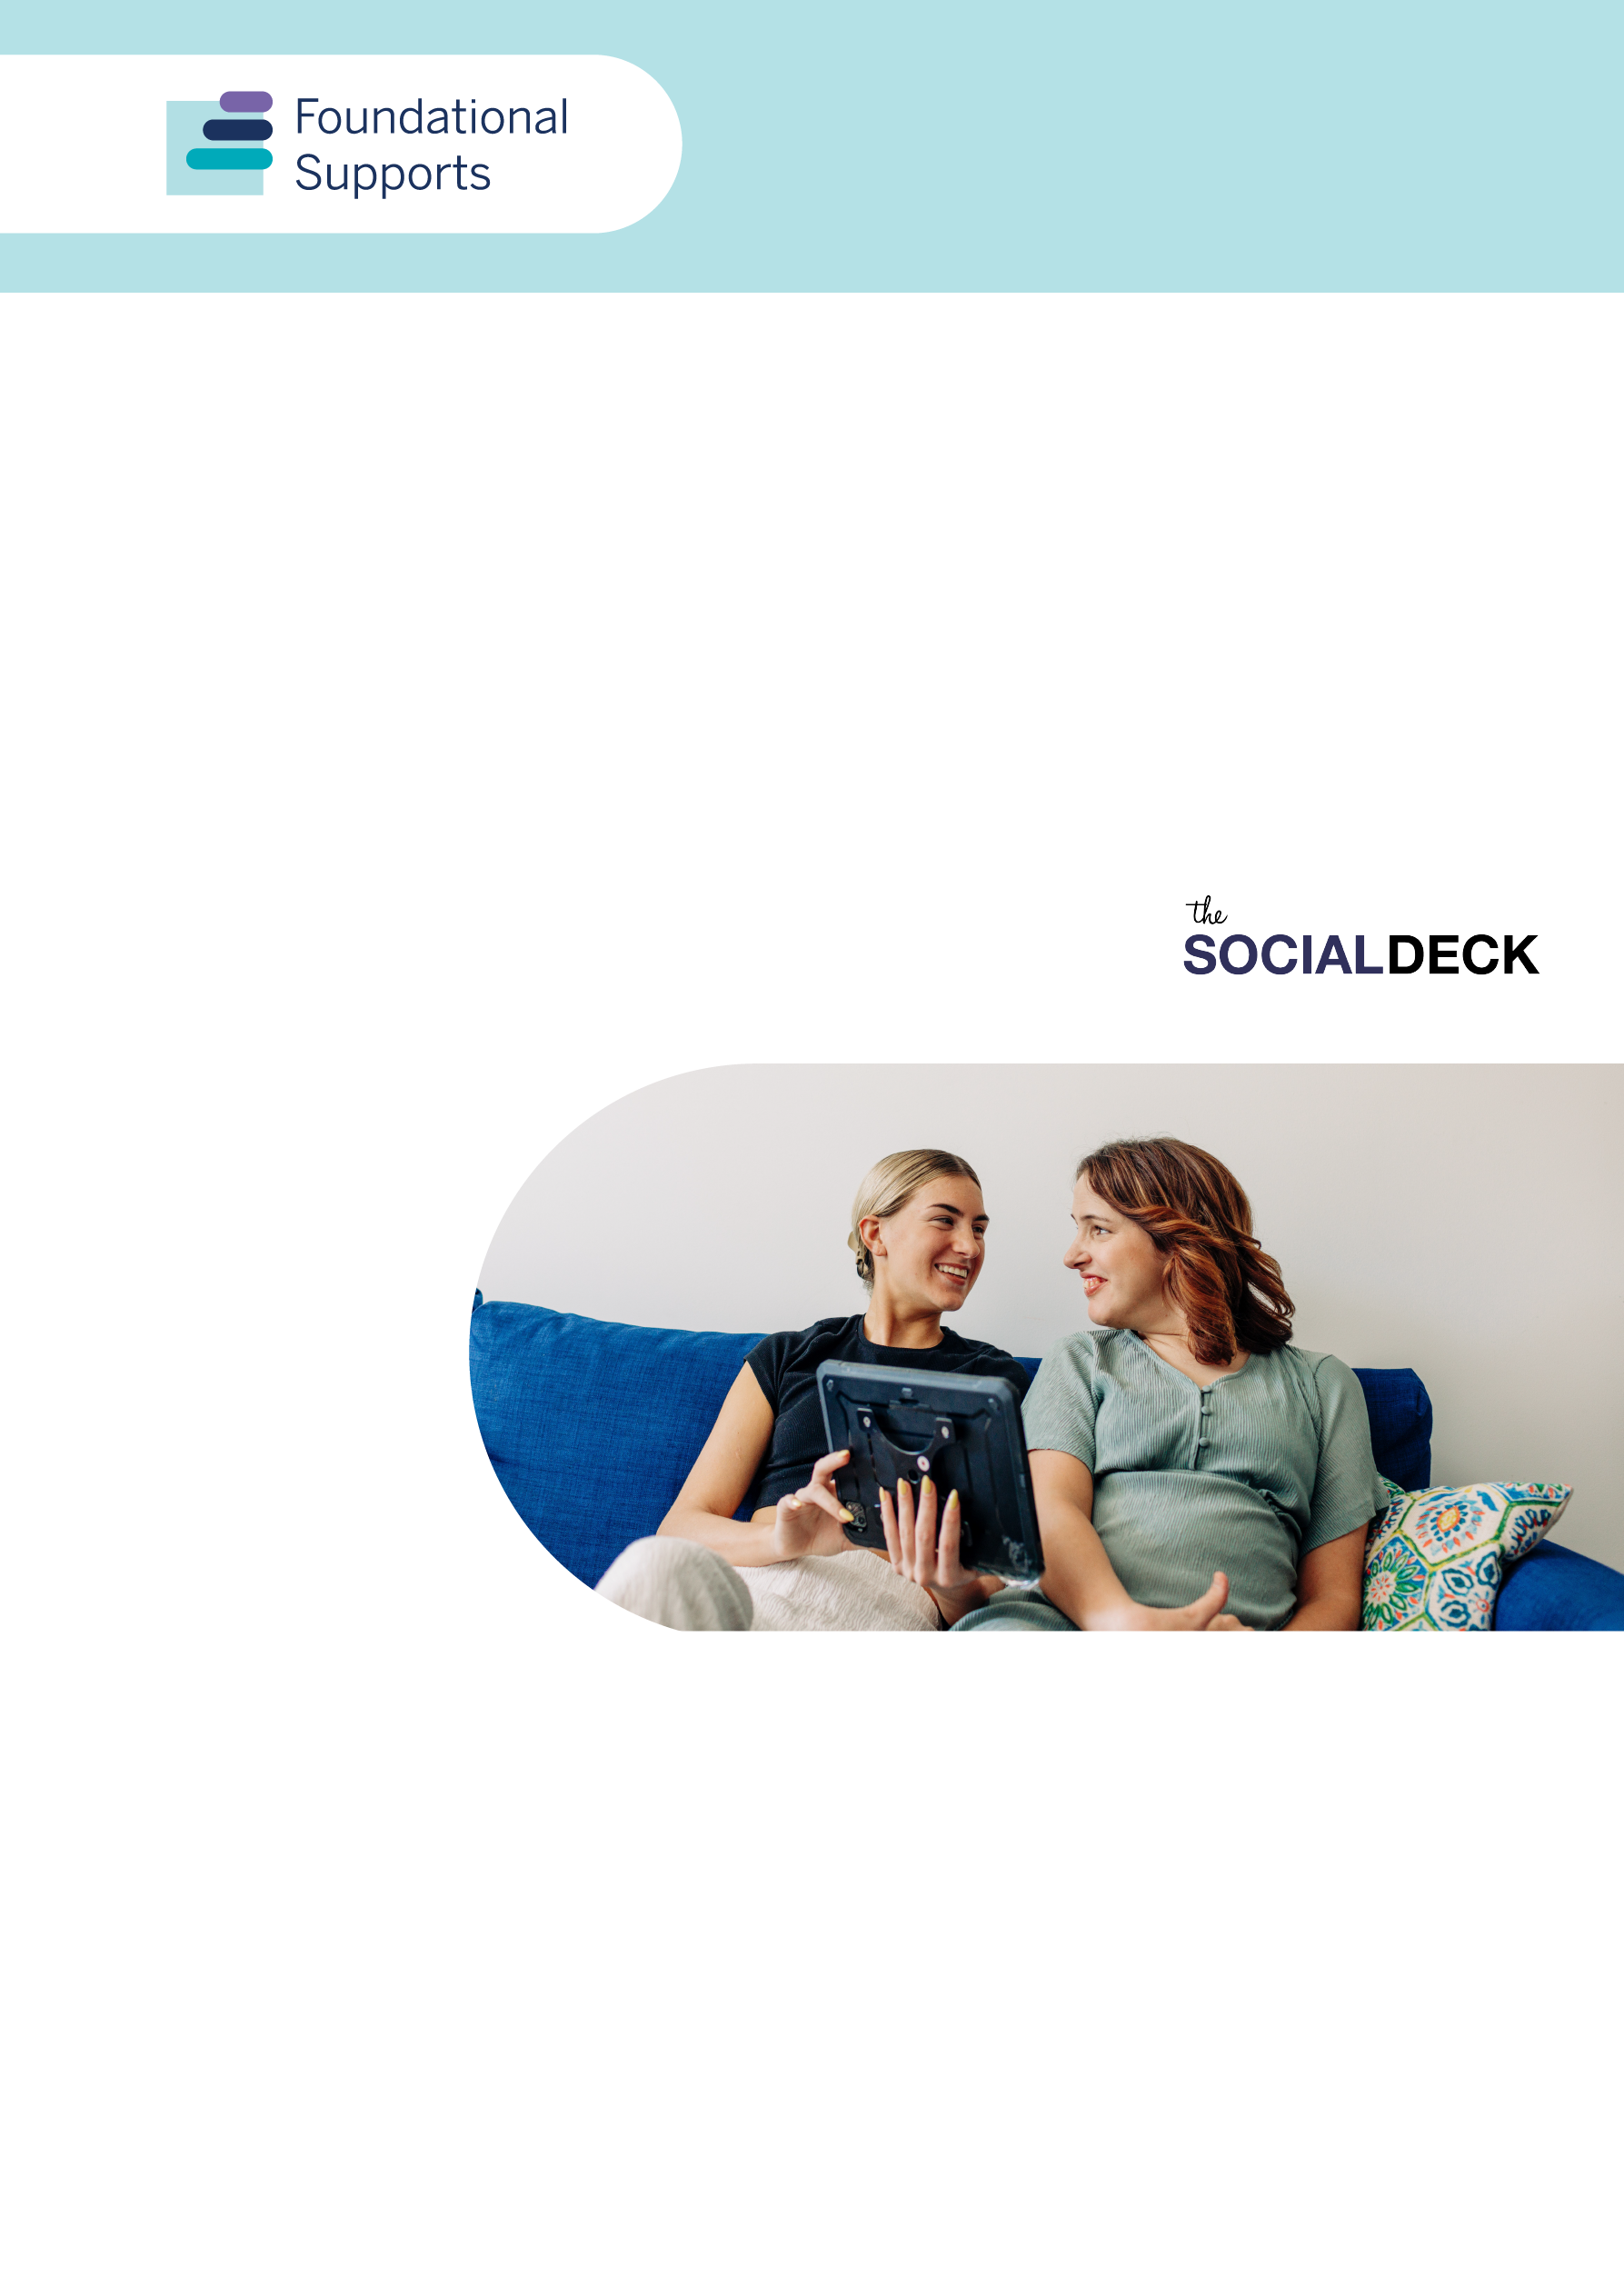 Foundational
Supports
the
SOCIALDECK